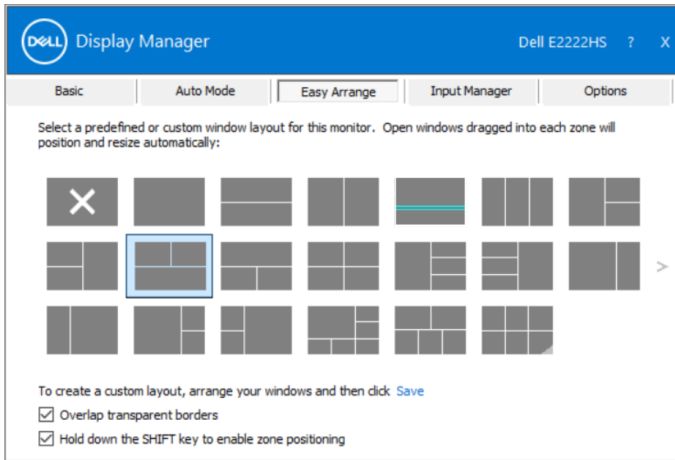 DELL Display Manager Dell E2222HS ? X
Basic Auto Mode Easy Arrange Input Manager Options
Select a predefined or custom window layout for this monitor. Open windows dragged into each zone will
position and resize automatically:
>
To create a custom layout, arrange your windows and then click Save
Overlap transparent borders
Hold down the SHIFT key to enable zone positioning